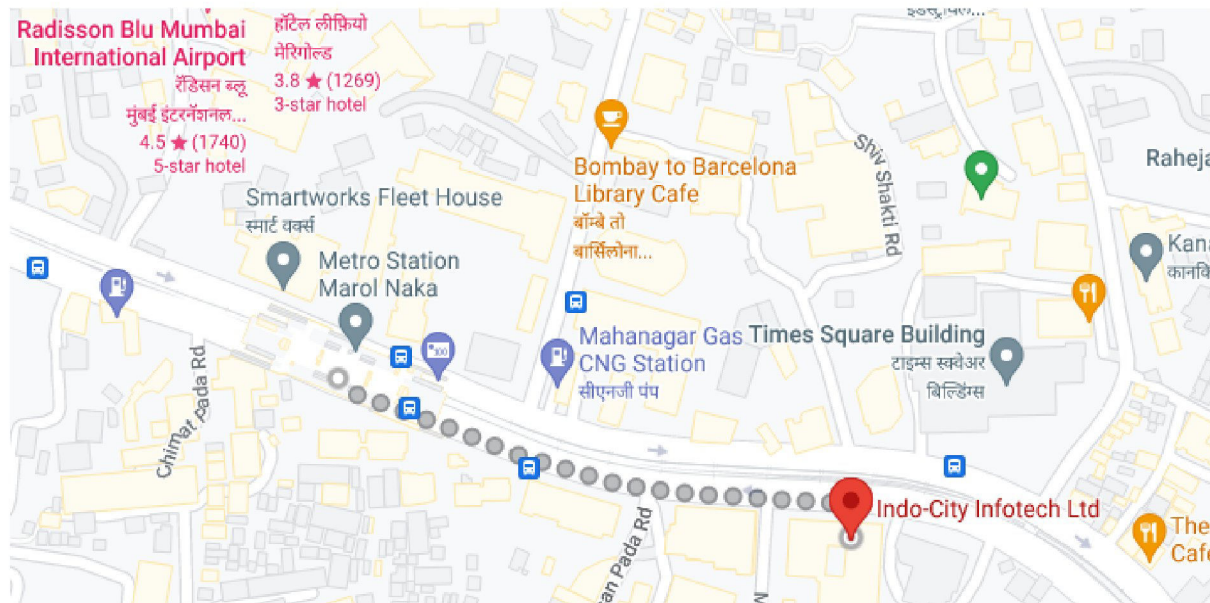 Radisson Blu Mumbai
International Airport
रॅडिसन ब्लू
मुंबई इंटरनॅशनल...
4.5 ★ (1740)
5-star hotel
हॉटेल लीफ़ियो
मेरिगोल्ड
3.8 ★ (1269)
3-star hotel
Smartworks Fleet House
स्मार्ट वर्क्स
Metro Station
Marol Naka
Bombay to Barcelona
Library Cafe
बॉम्बे तो
बार्सिलोना...
Shiv Shakti Rd
Raheja
Mahanagar Gas
CNG Station
सीएनजी पंप
Times Square Building
टाइम्स स्क्वेअर
बिल्डिंग्स
Chimat Pada Rd
an Pada Rd
Indo-City Infotech Ltd
The
Cafe